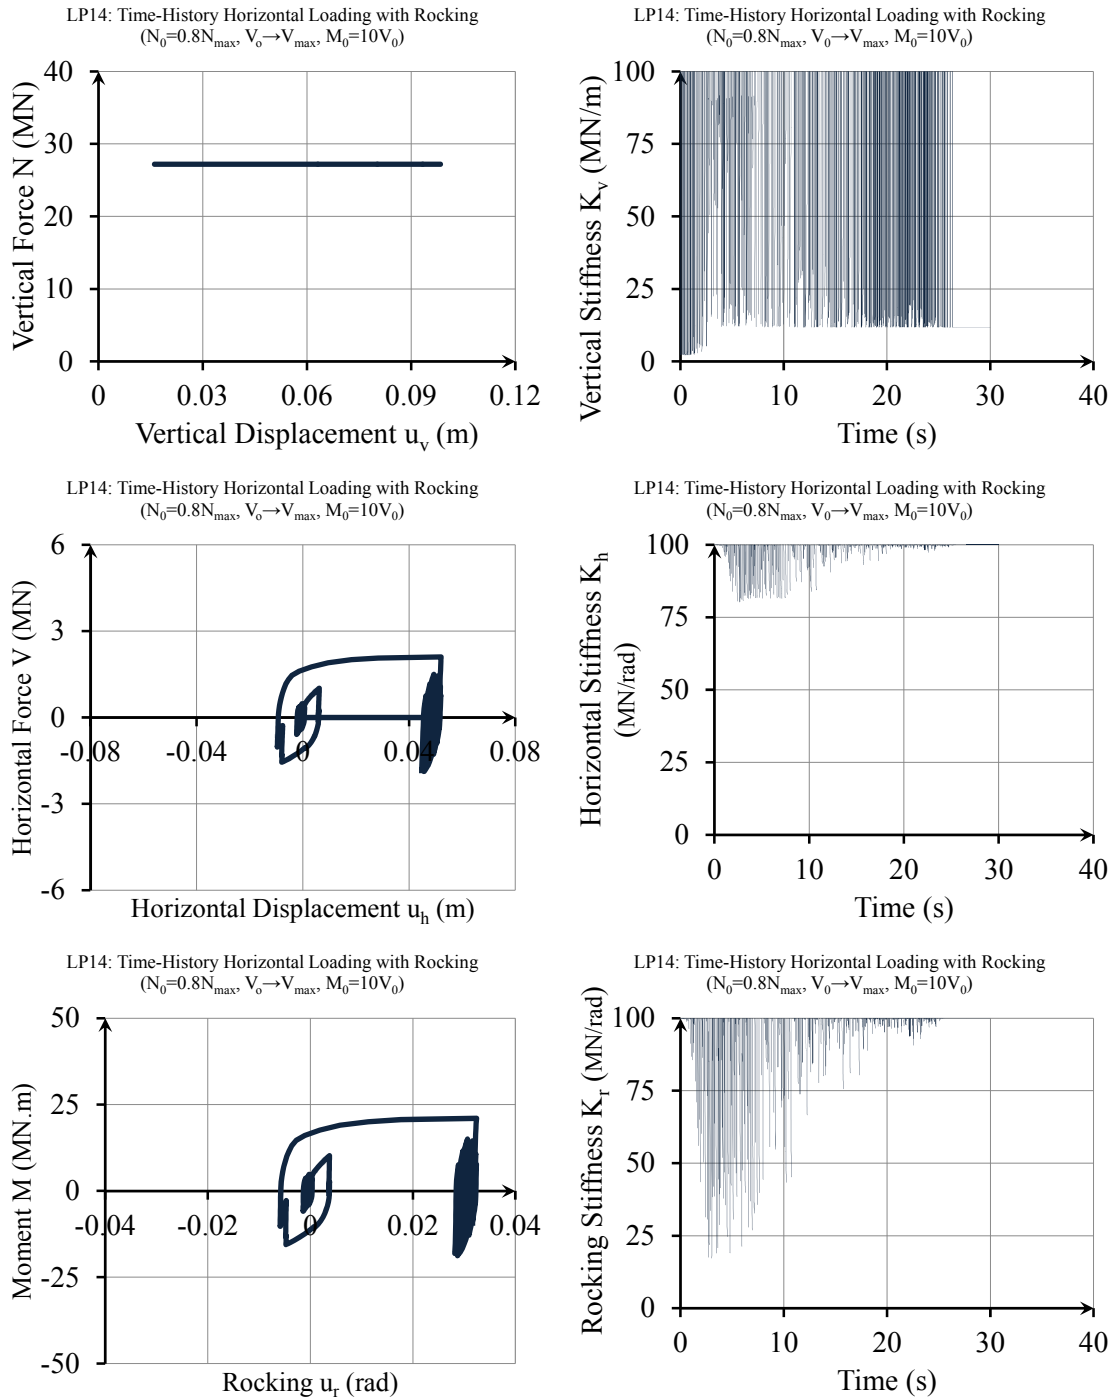 LP14: Time-History Horizontal Loading with Rocking
(N0=0.8Nmax, Vo→Vmax, M0=10V0)
Vertical Force N (MN)
40
30
20
10
0
0 0.03 0.06 0.09 0.12
Vertical Displacement uv (m)
LP14: Time-History Horizontal Loading with Rocking
(N0=0.8Nmax, V0→Vmax, M0=10V0)
Vertical Stiffness Kv (MN/m)
100
75
50
25
0
0 10 20 30 40
Time (s)
LP14: Time-History Horizontal Loading with Rocking
(N0=0.8Nmax, Vo→Vmax, M0=10V0)
Horizontal Force V (MN)
6
3
0
-3
-6
-0.08 -0.04 0 0.04 0.08
Horizontal Displacement uh (m)
LP14: Time-History Horizontal Loading with Rocking
(N0=0.8Nmax, V0→Vmax, M0=10V0)
Horizontal Stiffness Kh
(MN/rad)
100
75
50
25
0
0 10 20 30 40
Time (s)
LP14: Time-History Horizontal Loading with Rocking
(N0=0.8Nmax, Vo→Vmax, M0=10V0)
Moment M (MN.m)
50
25
0
-25
-50
-0.04 -0.02 0 0.02 0.04
Rocking ur (rad)
LP14: Time-History Horizontal Loading with Rocking
(N0=0.8Nmax, V0→Vmax, M0=10V0)
Rocking Stiffness Kr (MN/rad)
100
75
50
25
0
0 10 20 30 40
Time (s)